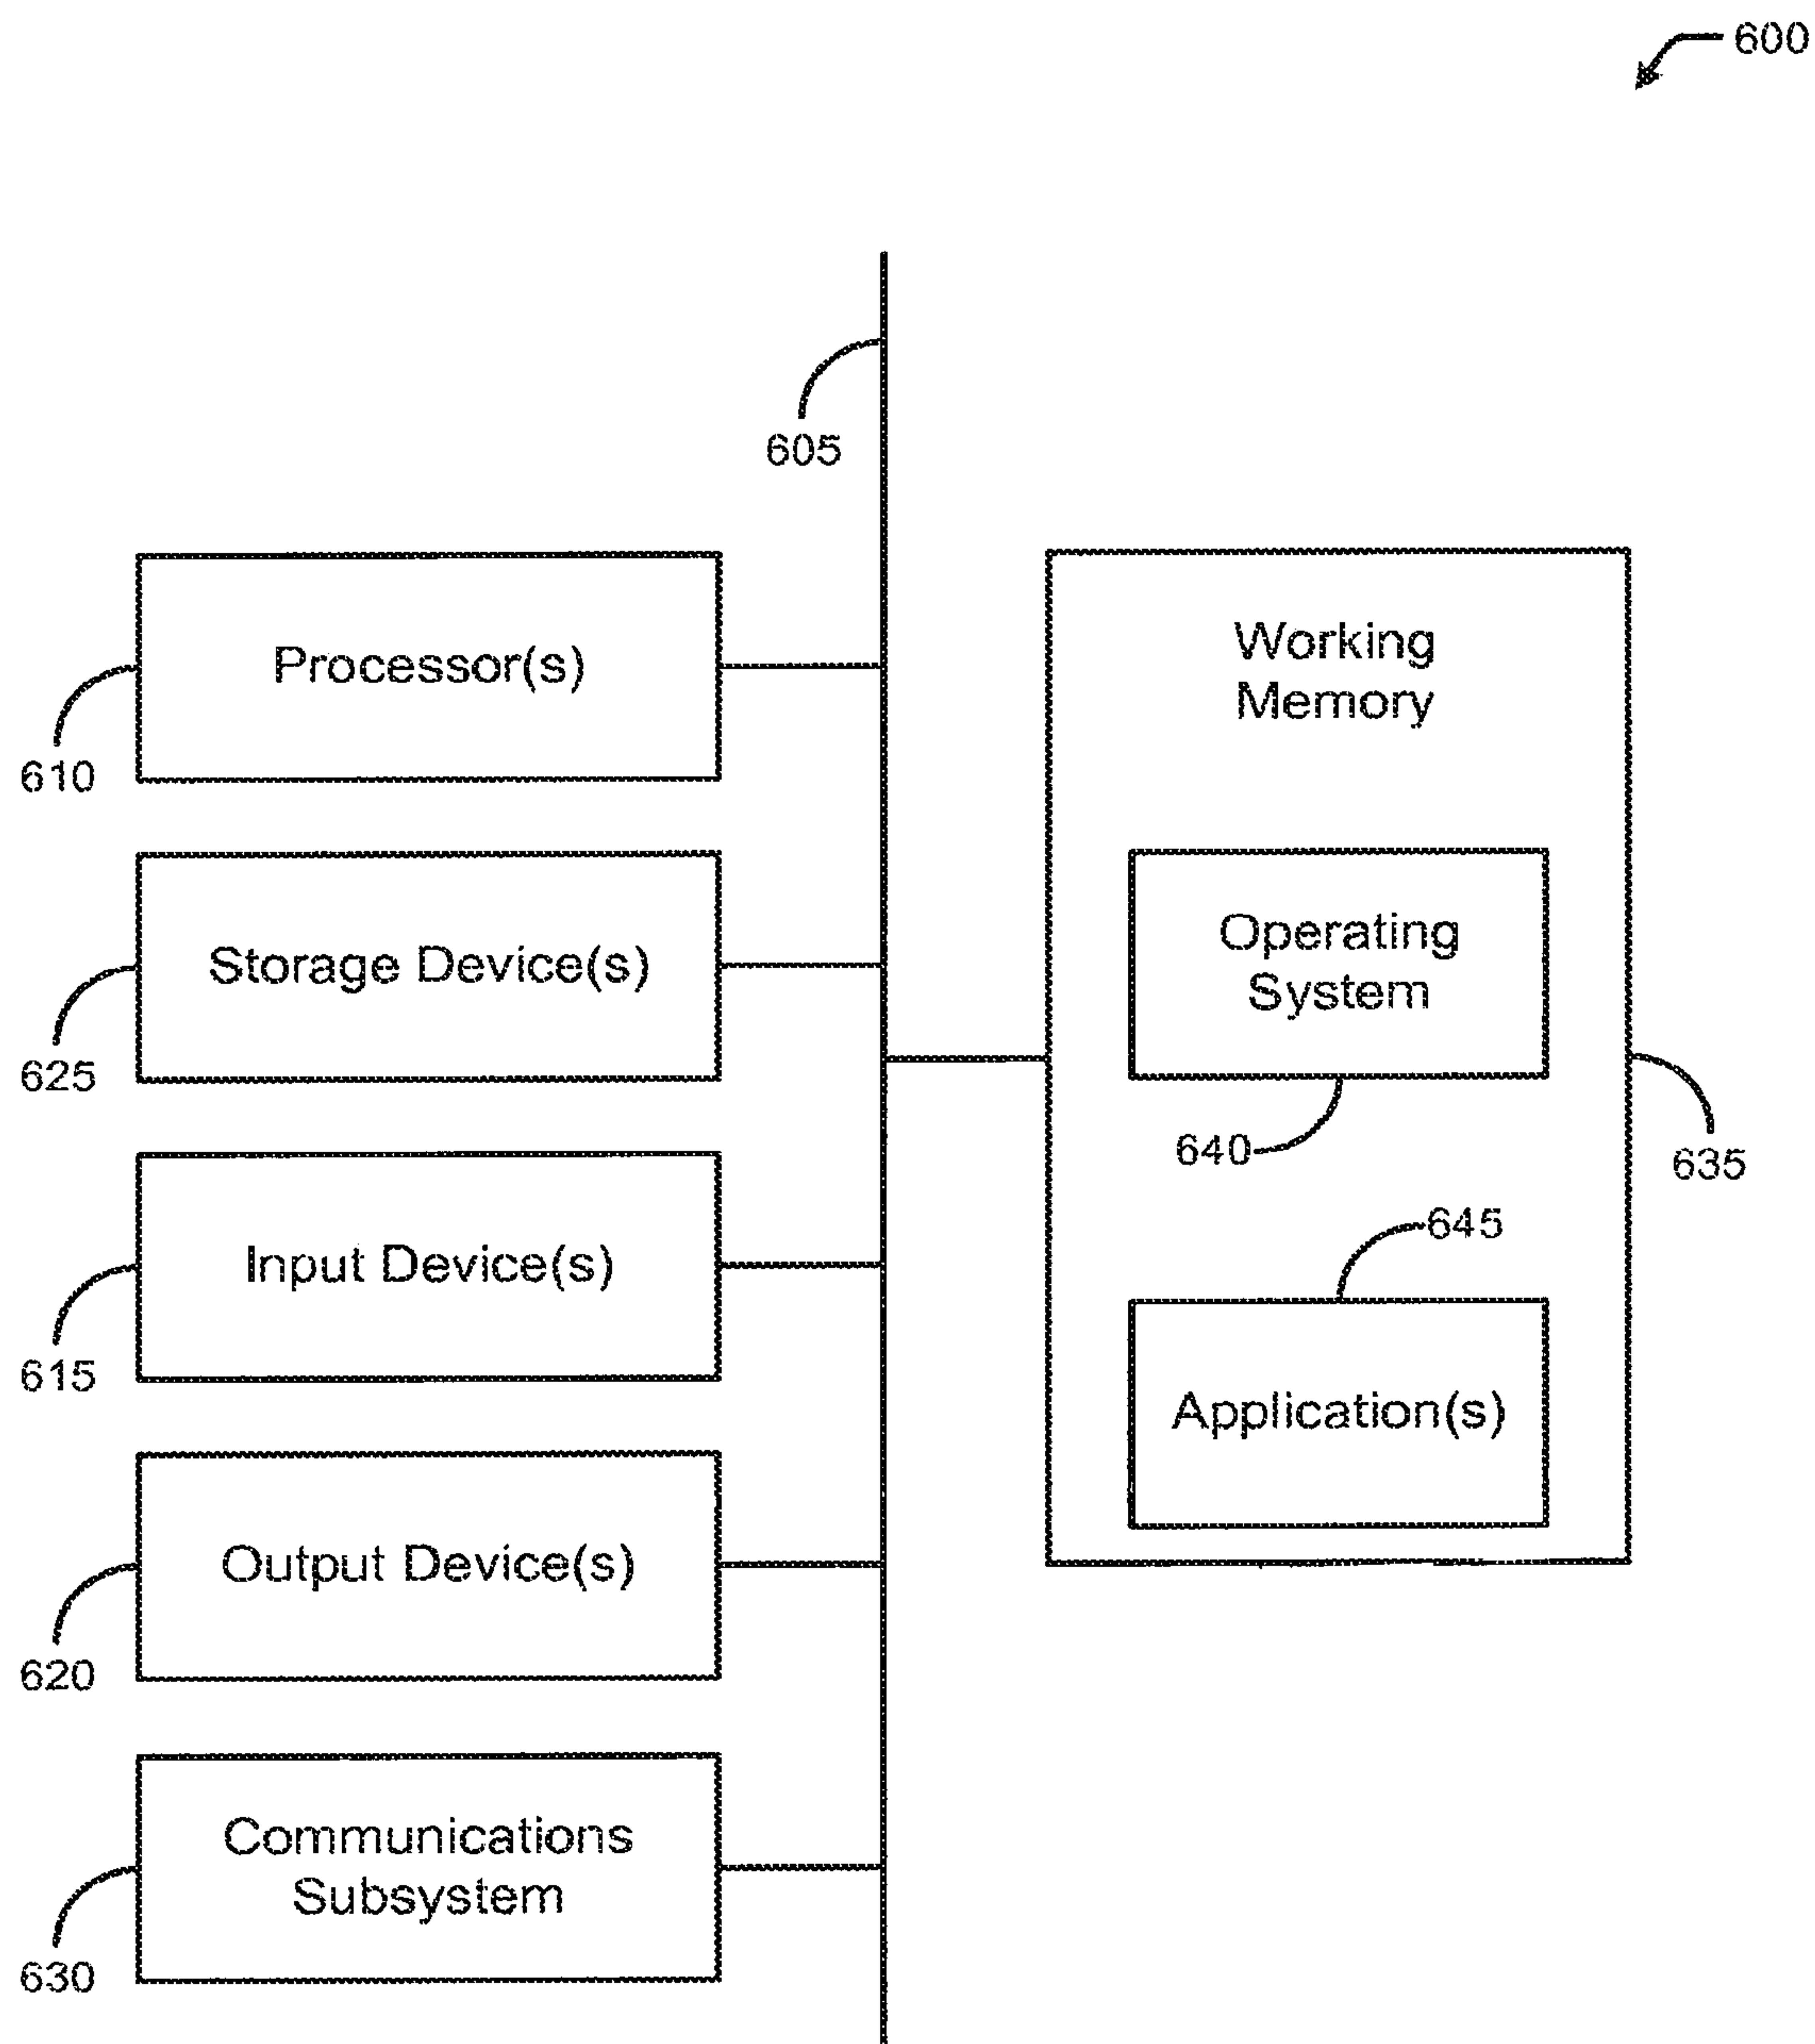 600
605
Processor(s)
610
Storage Device(s)
625
Input Device(s)
615
Output Device(s)
620
Communications
Subsystem
630
Working
Memory
Operating
System
640
635
645
Application(s)